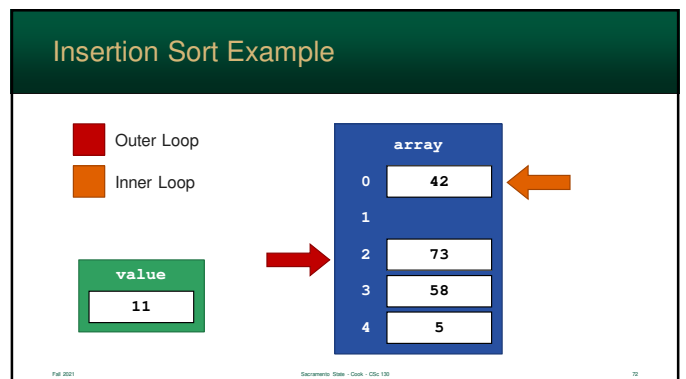 Insertion Sort Example
Outer Loop
Inner Loop
array
0 42
1
2 73
3 58
4 5
value
11
Fall 2021
Sacramento State - Cook - CSc 130
72